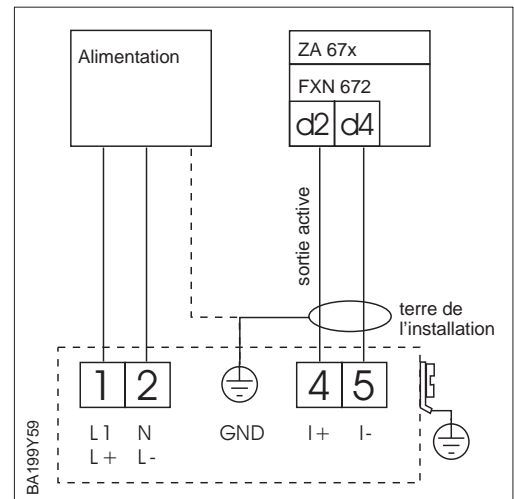 Alimentation
ZA 67x
FXN 672
d2 d4
sortie active
terre de
l'installation
1 2 4 5
L1 N GND I+ I-
L+ L-
BA199Y59